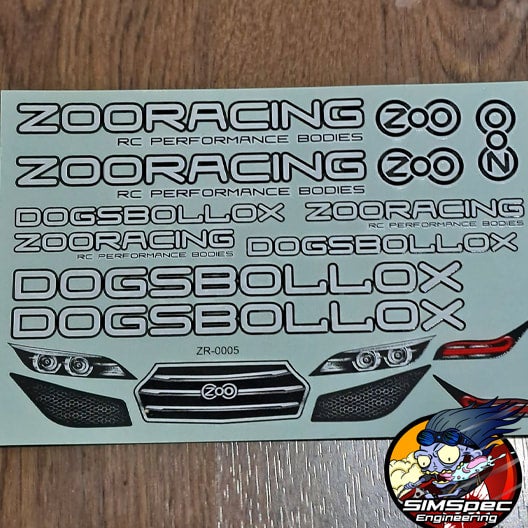 ZOORACING ZOO
RC PERFORMANCE BODIES
ZOO
ZOORACING ZOO
RC PERFORMANCE BODIES
DOGSBOLLOX ZOORACING
RC PERFORMANCE BODIES
ZOORACING DOGSBOLLOX
RC PERFORMANCE BODIES
DOGSBOLLOX
DOGSBOLLOX
ZR-0005
ZOO
SIMSpec
Engineering